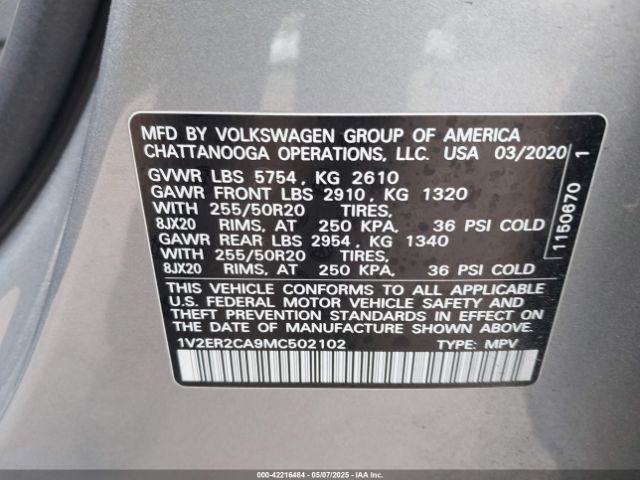 MFD BY VOLKSWAGEN GROUP OF AMERICA
CHATTANOOGA OPERATIONS, LLC. USA 03/2020
GVWR LBS 5754, KG 2610
GAWR FRONT LBS 2910, KG 1320
WITH 255/50R20 TIRES,
8JX20 RIMS, AT 250 KPA, 36 PSI COLD
GAWR REAR LBS 2954, KG 1340
WITH 255/50R20 TIRES,
8JX20 RIMS, AT 250 KPA, 36 PSI COLD
THIS VEHICLE CONFORMS TO ALL APPLICABLE
U.S. FEDERAL MOTOR VEHICLE SAFETY AND
THEFT PREVENTION STANDARDS IN EFFECT ON
THE DATE OF MANUFACTURE SHOWN ABOVE.
1V2ER2CA9MC502102 TYPE: MPV
1150670 1
000-42216484 - 05/07/2025 - IAAI COPYRIGHT